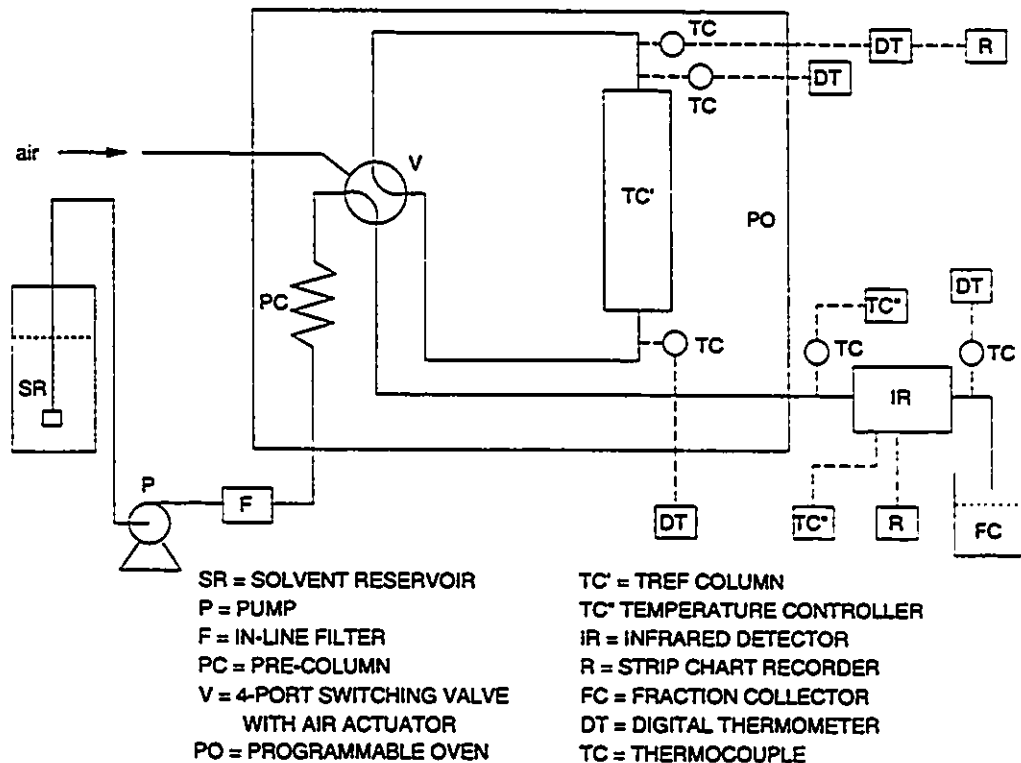 TC
DT
R
TC
DT
air
V
TC'
PO
PC
SR
TC
TC"
TC
DT
TC
IR
P
F
DT
TC"
R
FC
SR = SOLVENT RESERVOIR
P = PUMP
F = IN-LINE FILTER
PC = PRE-COLUMN
V = 4-PORT SWITCHING VALVE
WITH AIR ACTUATOR
PO = PROGRAMMABLE OVEN
TC' = TREF COLUMN
TC" TEMPERATURE CONTROLLER
IR = INFRARED DETECTOR
R = STRIP CHART RECORDER
FC = FRACTION COLLECTOR
DT = DIGITAL THERMOMETER
TC = THERMOCOUPLE